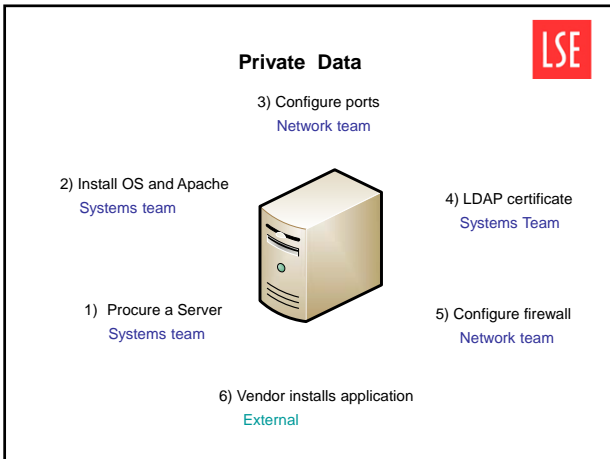 Private Data
LSE
3) Configure ports
Network team
2) Install OS and Apache
Systems team
4) LDAP certificate
Systems Team
1) Procure a Server
Systems team
5) Configure firewall
Network team
6) Vendor installs application
External